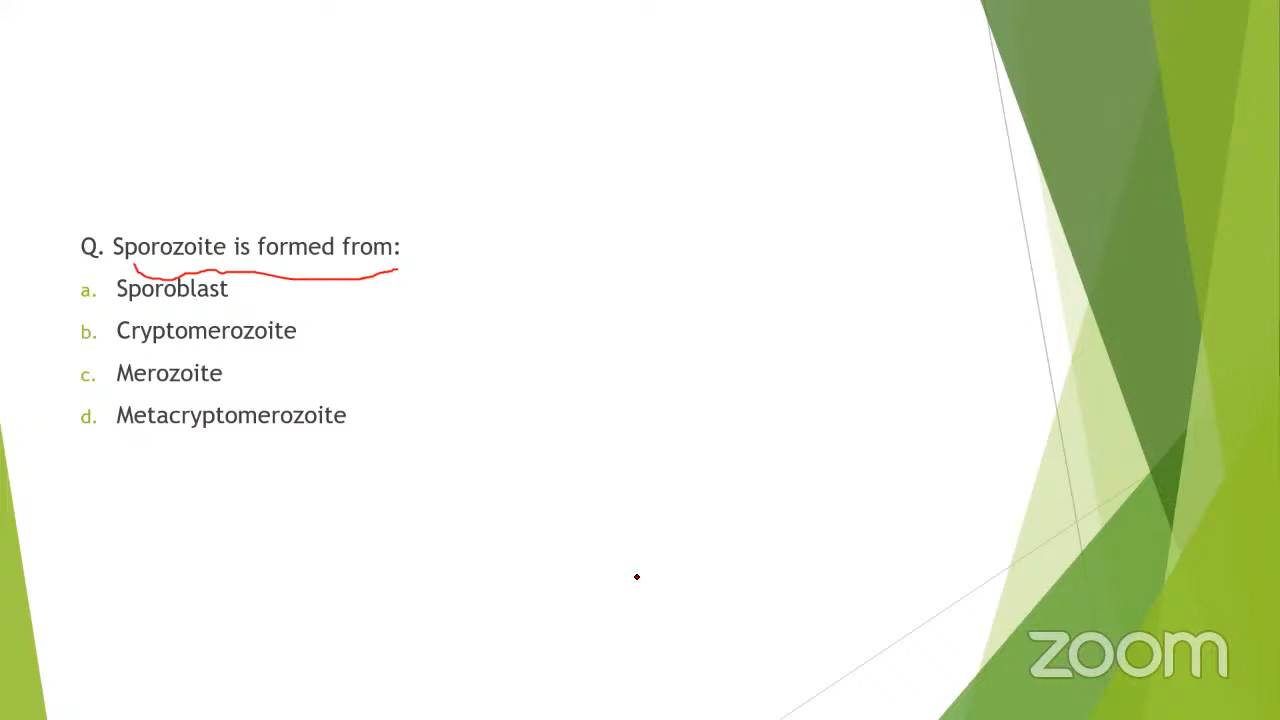 Q. Sporozoite is formed from:
a. Sporoblast
b. Cryptomerozoite
c. Merozoite
d. Metacryptomerozoite
zoom